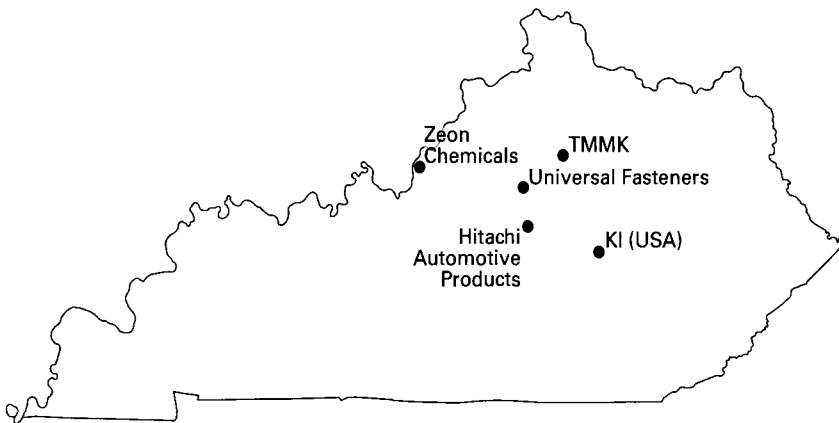 Zeon
Chemicals
TMMK
Universal Fasteners
Hitachi
Automotive
Products
KI (USA)